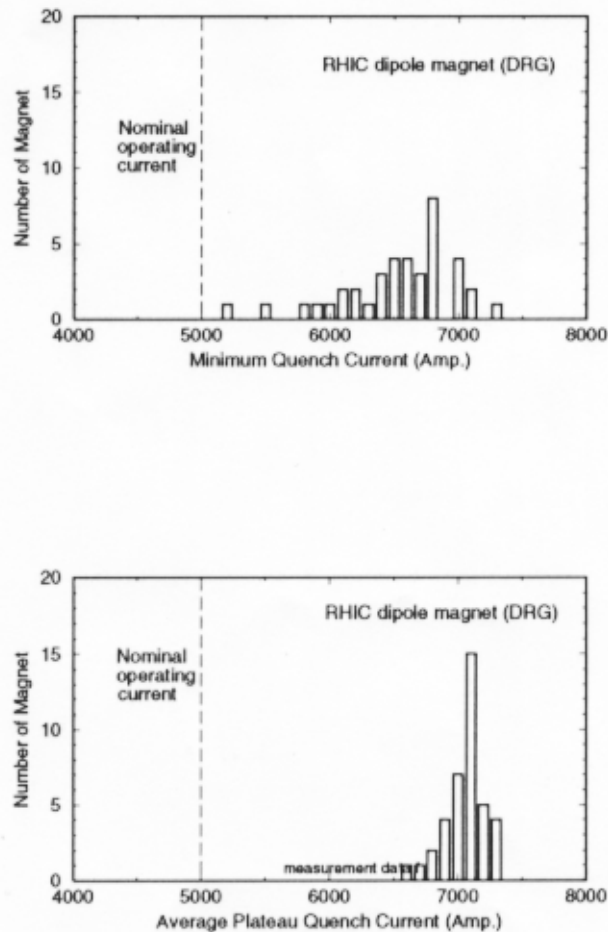 20
RHIC dipole magnet (DRG)
15
Nominal
operating
current
Number of Magnet
10
5
0
4000 5000 6000 7000 8000
Minimum Quench Current (Amp.)
20
RHIC dipole magnet (DRG)
15
Nominal
operating
current
Number of Magnet
10
5
measurement data
0
4000 5000 6000 7000 8000
Average Plateau Quench Current (Amp.)